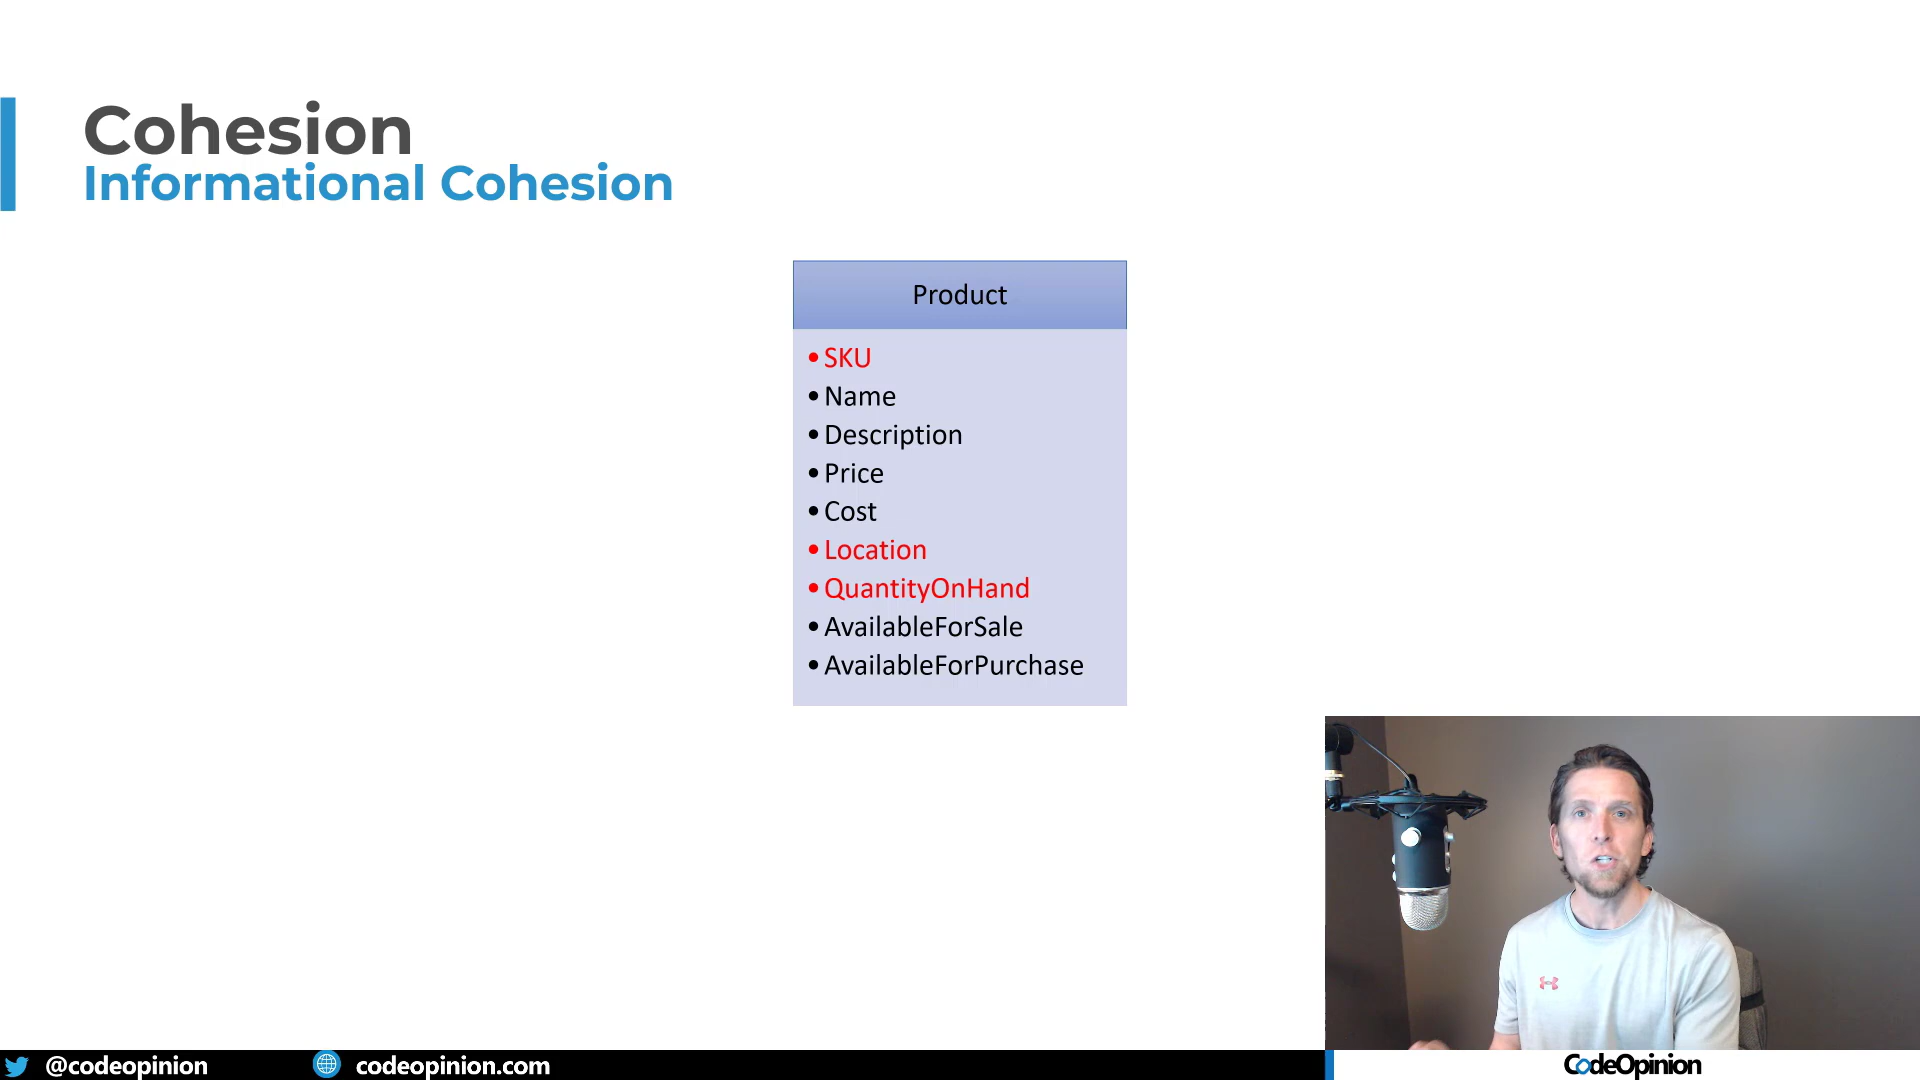 Cohesion
Informational Cohesion
Product
•SKU
•Name
•Description
•Price
•Cost
•Location
•QuantityOnHand
•AvailableForSale
•AvailableForPurchase
@codeopinion
codeopinion.com
CodeOpinion